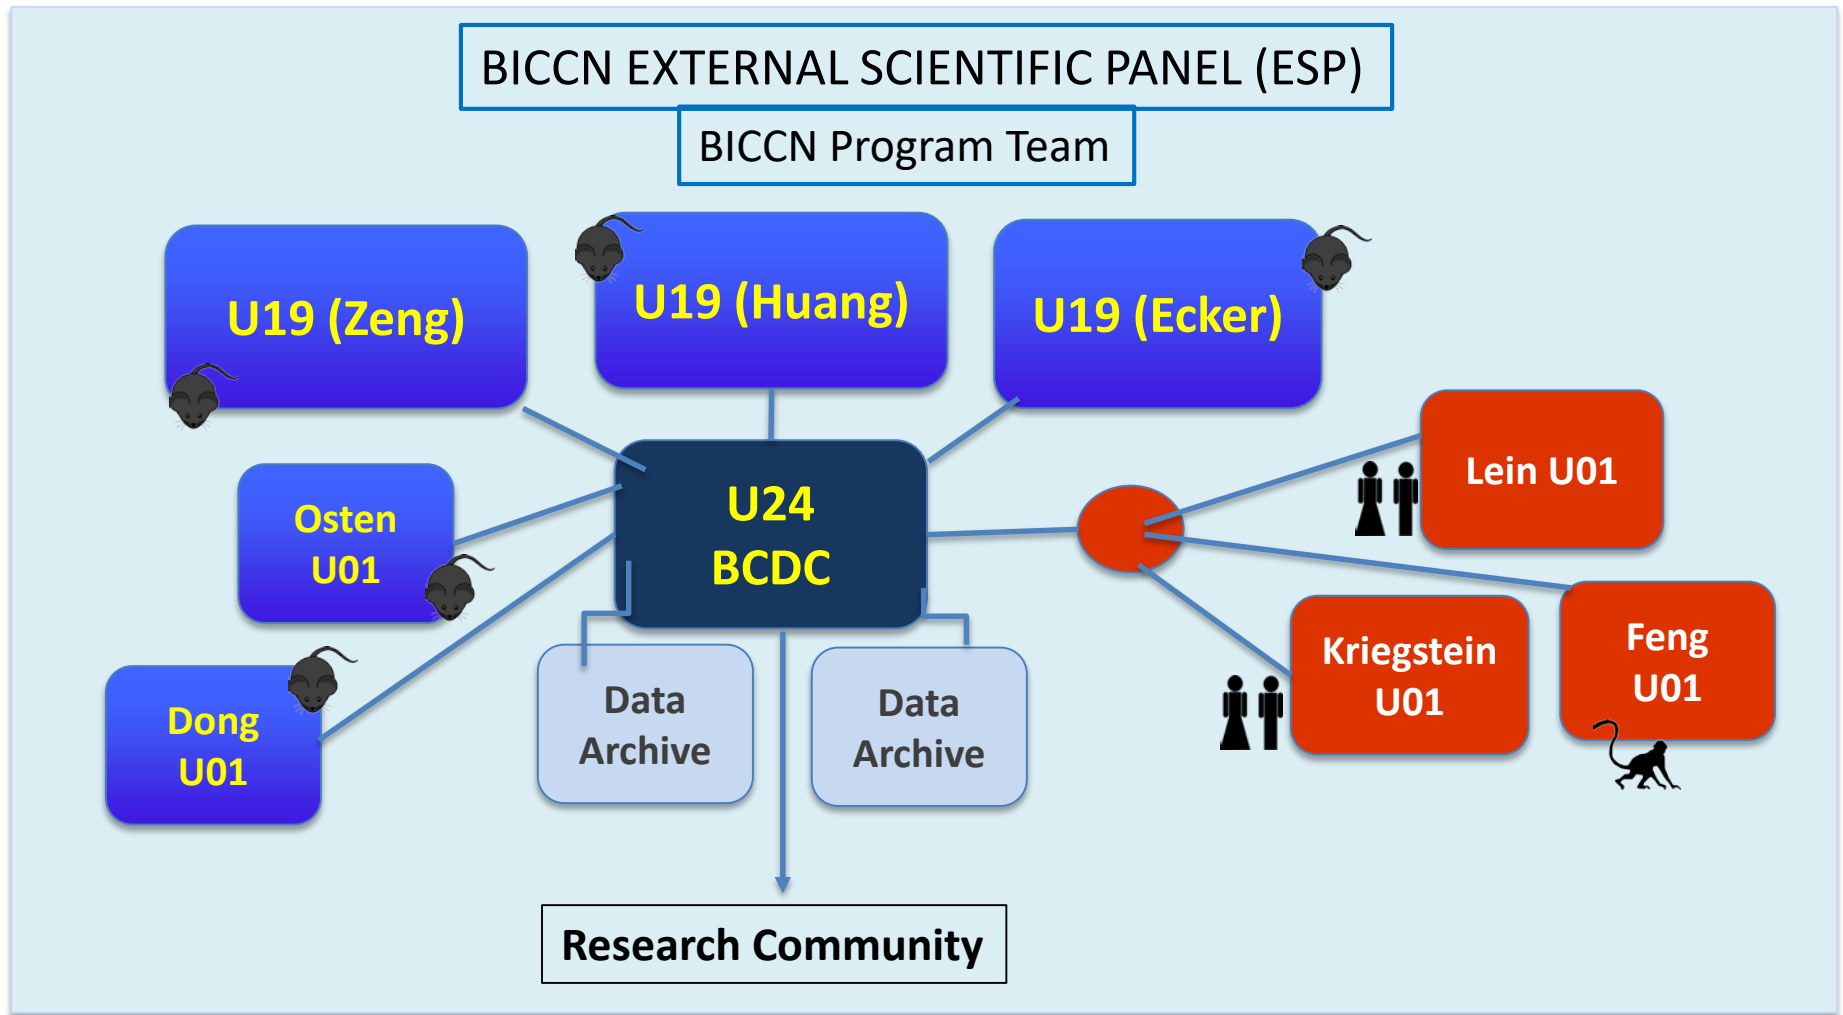 BICCN EXTERNAL SCIENTIFIC PANEL (ESP)
BICCN Program Team
U19 (Zeng)
U19 (Huang)
U19 (Ecker)
Osten
U01
U24
BCDC
Lein U01
Dong
U01
Data
Archive
Data
Archive
Kriegstein
U01
Feng
U01
Research Community